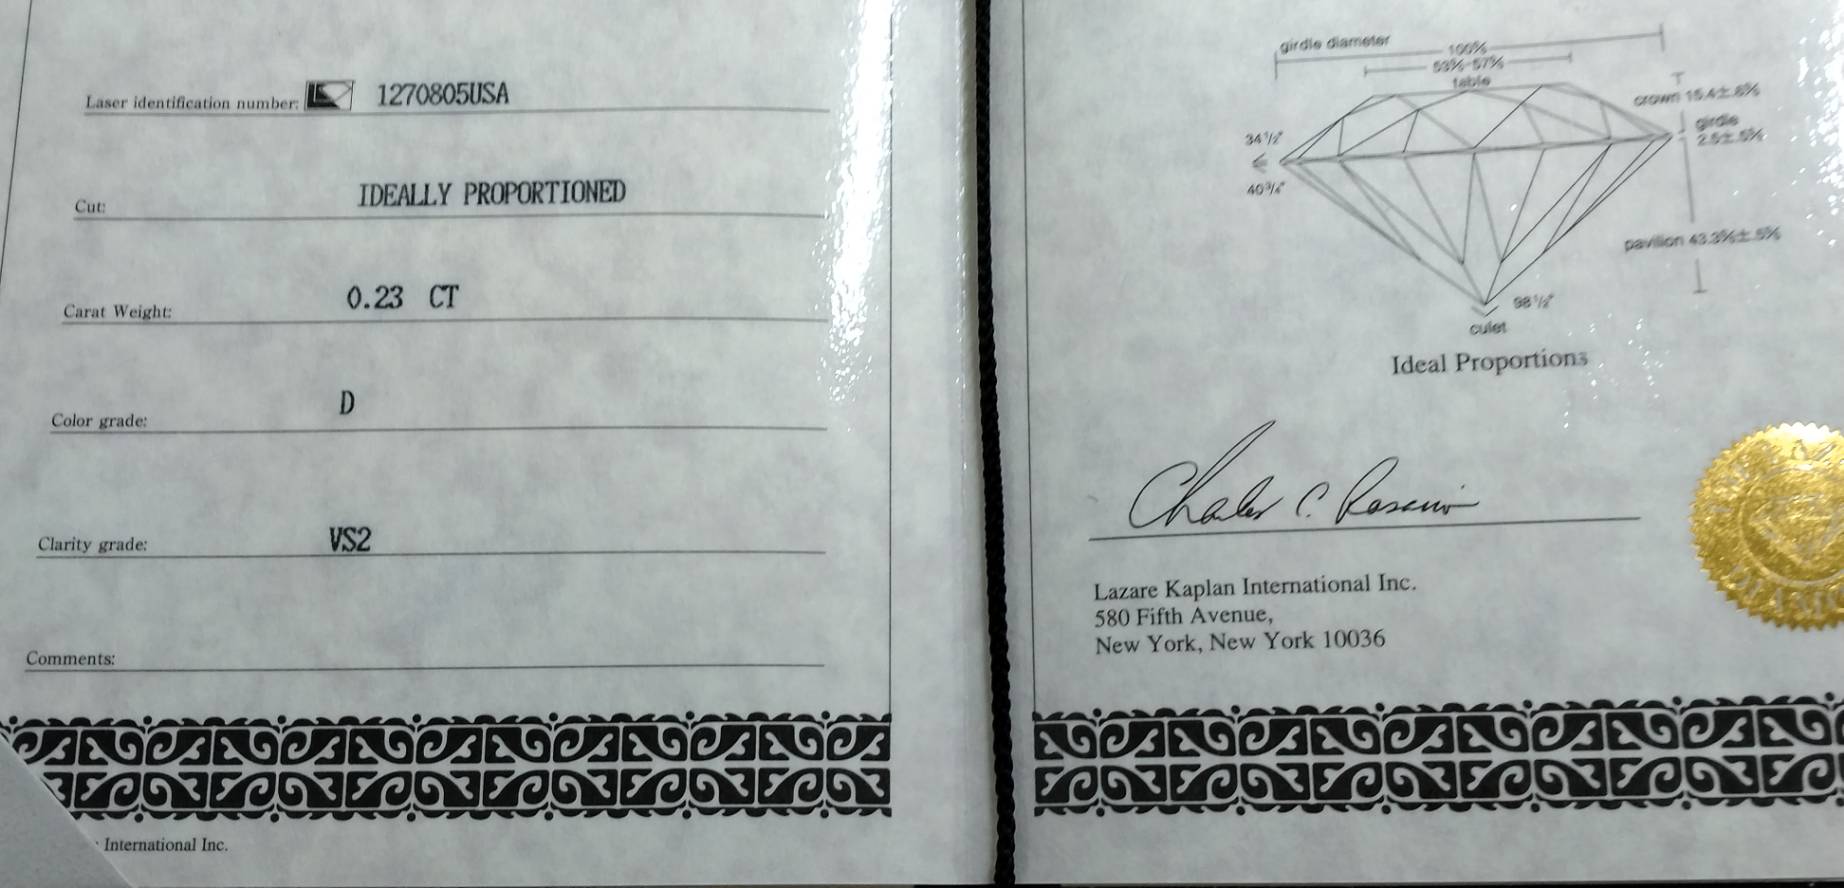 Laser identification number: 1270805USA
Cut: IDEALLY PROPORTIONED
Carat Weight: 0.23 CT
Color grade: D
Clarity grade: VS2
Comments:
International Inc.
girdle diameter
100%
53%-57%
table
crown 15.4±.6%
34½°
girdle
2.5±.5%
40¾°
pavilion 43.3%±.5%
98½°
culet
Ideal Proportions
Charles C.
Lazare Kaplan International Inc.
580 Fifth Avenue,
New York, New York 10036